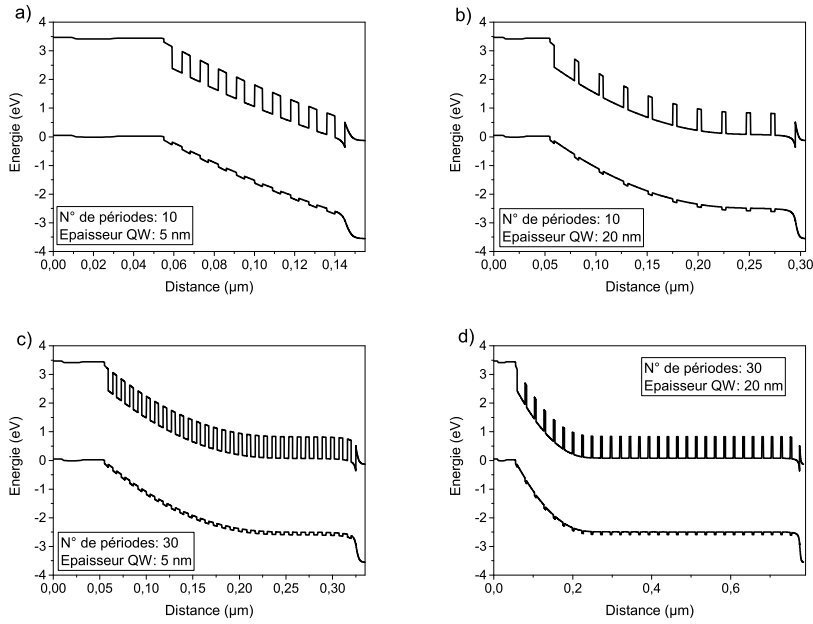 a)
4
3
2
1
0
-1
-2
-3
-4
Energie (eV)
N° de périodes: 10
Epaisseur QW: 5 nm
0,00 0,02 0,04 0,06 0,08 0,10 0,12 0,14
Distance (µm)
b)
4
3
2
1
0
-1
-2
-3
-4
Energie (eV)
N° de périodes: 10
Epaisseur QW: 20 nm
0,00 0,05 0,10 0,15 0,20 0,25 0,30
Distance (µm)
c)
4
3
2
1
0
-1
-2
-3
-4
Energie (eV)
N° de périodes: 30
Epaisseur QW: 5 nm
0,00 0,05 0,10 0,15 0,20 0,25 0,30
Distance (µm)
d)
4
3
2
1
0
-1
-2
-3
-4
Energie (eV)
N° de périodes: 30
Epaisseur QW: 20 nm
0,0 0,2 0,4 0,6
Distance (µm)